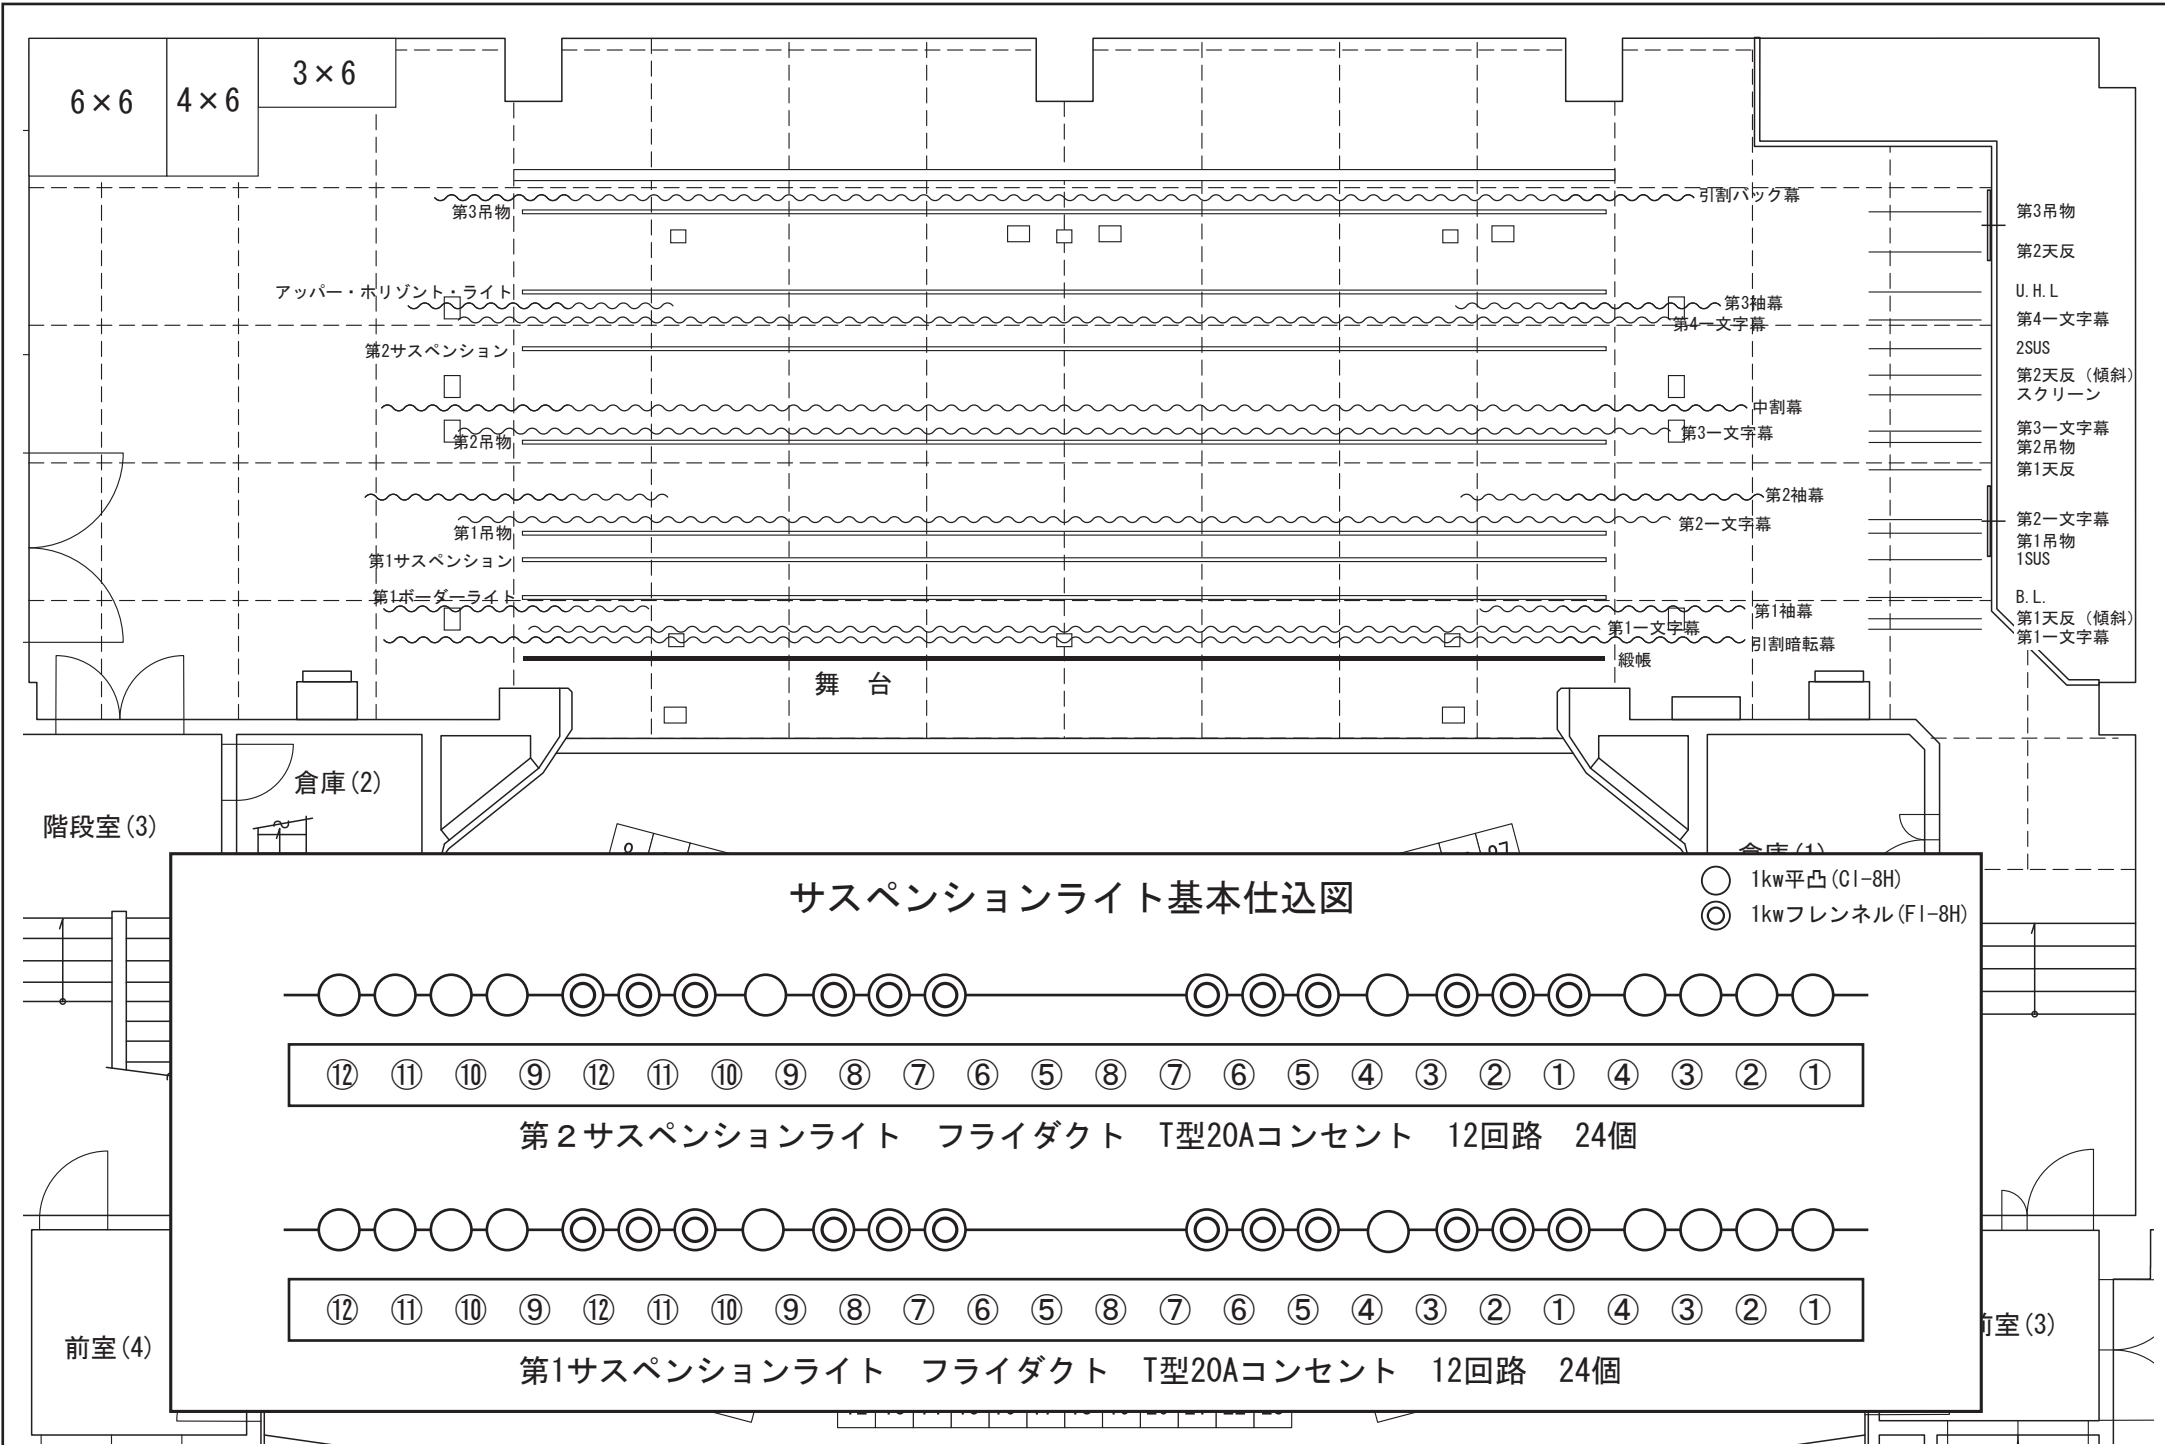 6×6
4×6
3×6
引割バック幕
第3吊物
第3吊物
第2天反
アッパー・ホリゾント・ライト
U.H.L
第3袖幕
第4一文字幕
第4一文字幕
第2サスペンション
2SUS
第2天反（傾斜）
スクリーン
中割幕
第2吊物
第3一文字幕
第3一文字幕
第2吊物
第1天反
第2袖幕
第2一文字幕
第2一文字幕
第1吊物
第1吊物
第1サスペンション
1SUS
第1ボーダーライト
B.L.
第1袖幕
第1天反（傾斜）
第1一文字幕
第1一文字幕
引割暗転幕
緞帳
舞　台
倉庫(2)
階段室(3)
倉庫(1)
サスペンションライト基本仕込図
1kw平凸(CI-8H)
1kwフレンネル(FI-8H)
⑫ ⑪ ⑩ ⑨ ⑫ ⑪ ⑩ ⑨ ⑧ ⑦ ⑥ ⑤ ⑧ ⑦ ⑥ ⑤ ④ ③ ② ① ④ ③ ② ①
第２サスペンションライト　フライダクト　T型20Aコンセント　12回路　24個
⑫ ⑪ ⑩ ⑨ ⑫ ⑪ ⑩ ⑨ ⑧ ⑦ ⑥ ⑤ ⑧ ⑦ ⑥ ⑤ ④ ③ ② ① ④ ③ ② ①
第1サスペンションライト　フライダクト　T型20Aコンセント　12回路　24個
前室(4)
前室(3)